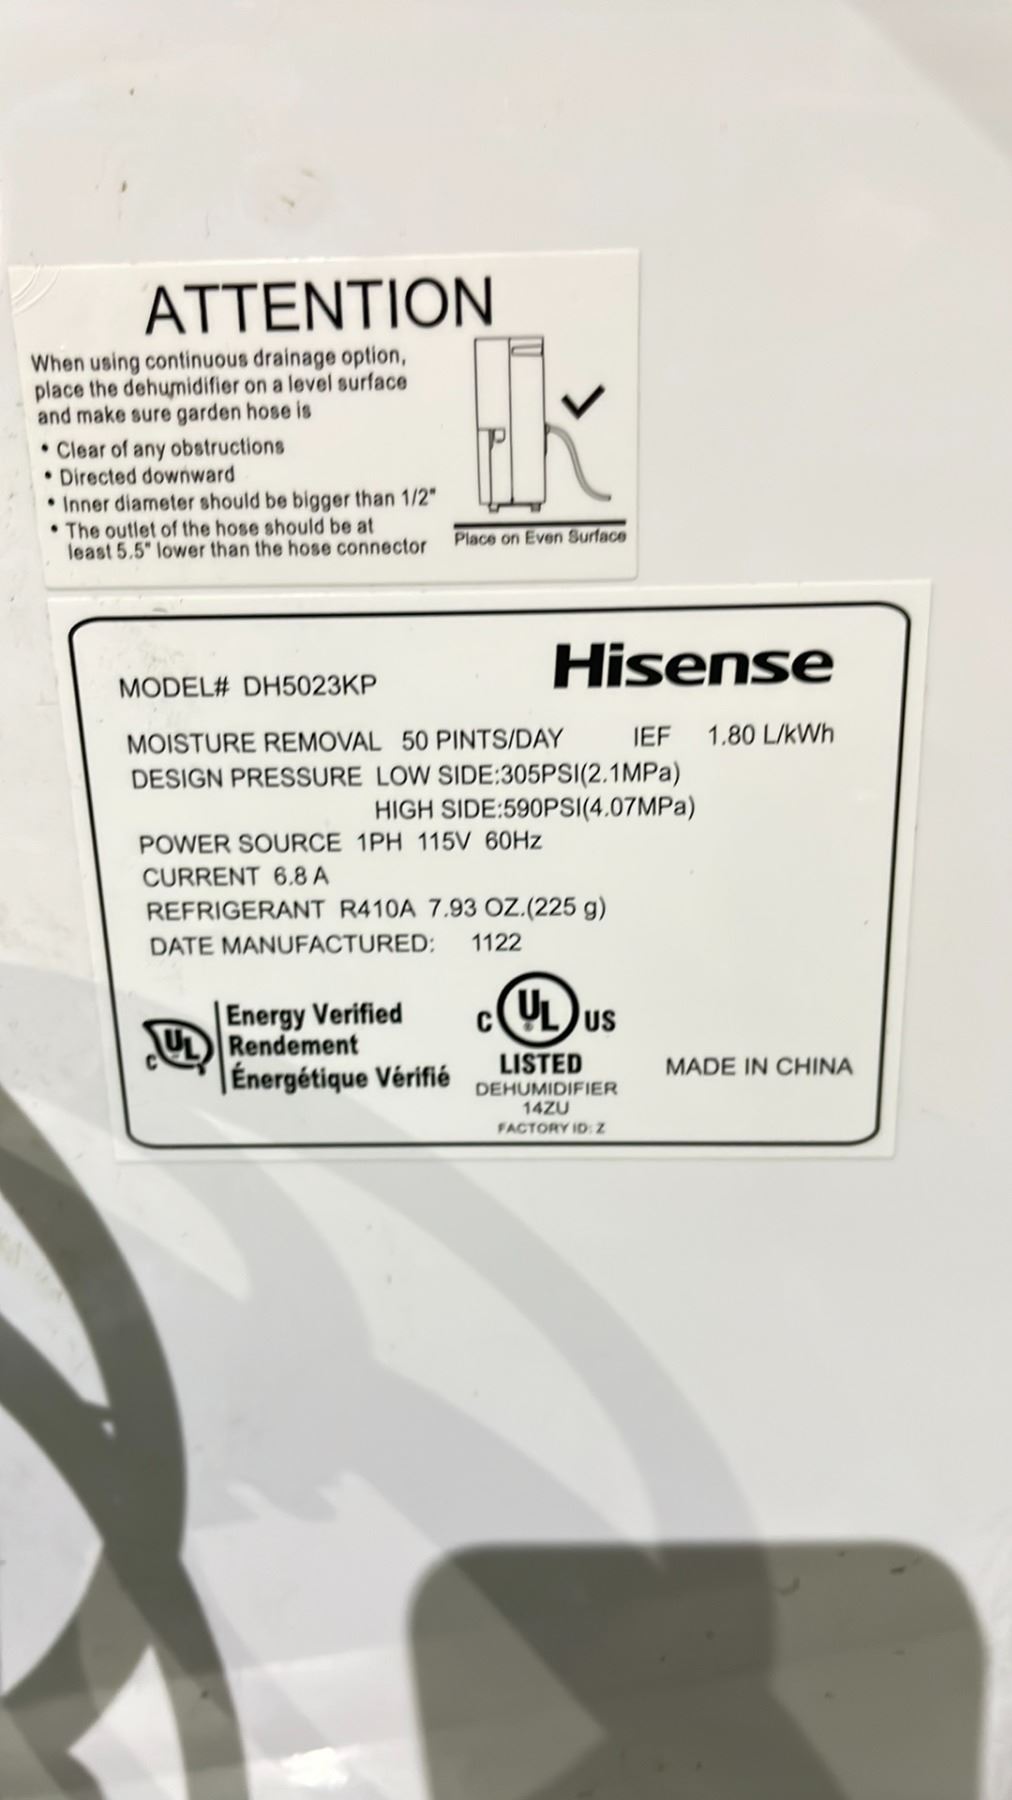 ATTENTION
When using continuous drainage option,
place the dehumidifier on a level surface
and make sure garden hose is
• Clear of any obstructions
• Directed downward
• Inner diameter should be bigger than 1/2"
• The outlet of the hose should be at
least 5.5" lower than the hose connector
Place on Even Surface
Hisense
MODEL# DH5023KP
MOISTURE REMOVAL 50 PINTS/DAY IEF 1.80 L/kWh
DESIGN PRESSURE LOW SIDE:305PSI(2.1MPa)
HIGH SIDE:590PSI(4.07MPa)
POWER SOURCE 1PH 115V 60Hz
CURRENT 6.8 A
REFRIGERANT R410A 7.93 OZ.(225 g)
DATE MANUFACTURED: 1122
C UL Energy Verified
Rendement
Énergétique Vérifié
C UL ® US
LISTED
DEHUMIDIFIER
14ZU
FACTORY ID: Z
MADE IN CHINA